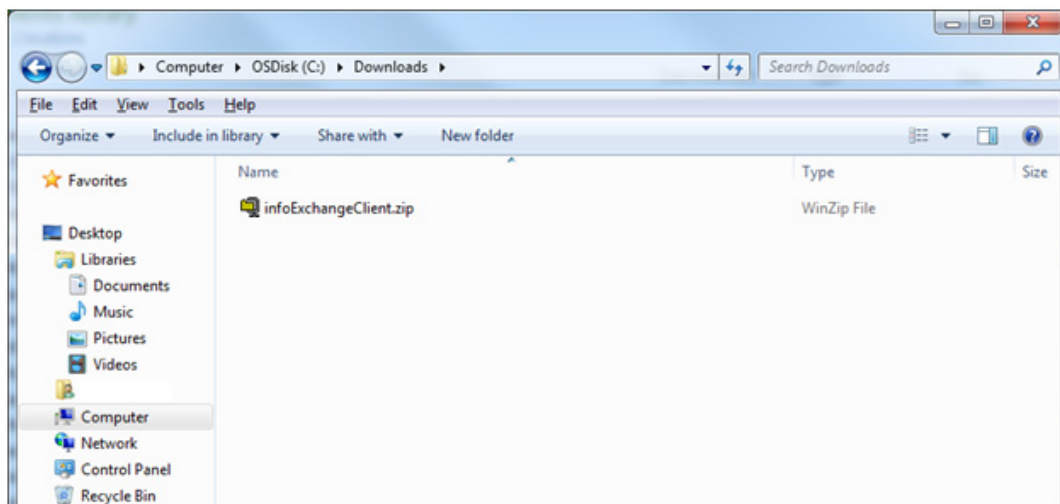 Computer ▸ OSDisk (C:) ▸ Downloads ▸ Search Downloads
File Edit View Tools Help
Organize Include in library Share with New folder
Favorites Name Type Size
infoExchangeClient.zip WinZip File
Desktop
Libraries
Documents
Music
Pictures
Videos
Computer
Network
Control Panel
Recycle Bin